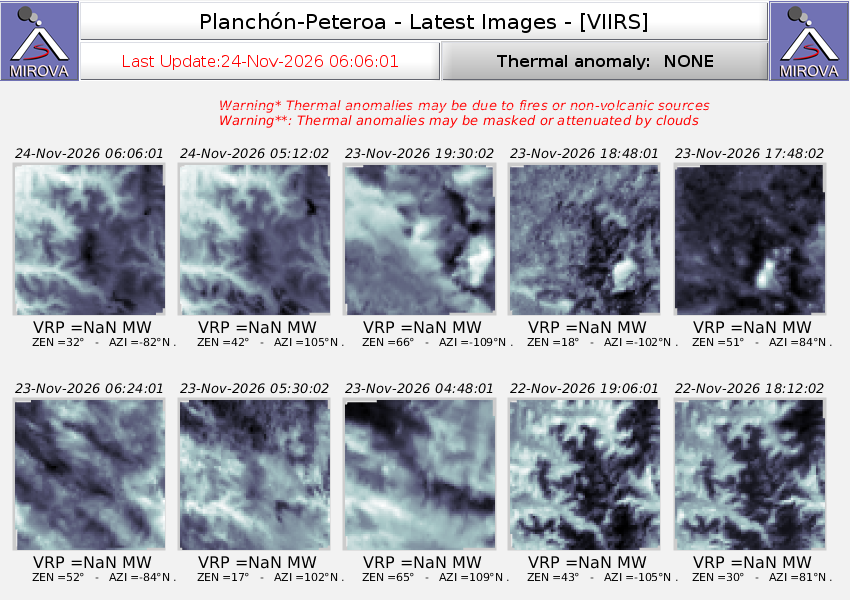 Planchón-Peteroa - Latest Images - [VIIRS]
MIROVA
Last Update:24-Nov-2026 06:06:01
Thermal anomaly: NONE
MIROVA
Warning* Thermal anomalies may be due to fires or non-volcanic sources
Warning**: Thermal anomalies may be masked or attenuated by clouds
24-Nov-2026 06:06:01
24-Nov-2026 05:12:02
23-Nov-2026 19:30:02
23-Nov-2026 18:48:01
23-Nov-2026 17:48:02
VRP =NaN MW
VRP =NaN MW
VRP =NaN MW
VRP =NaN MW
VRP =NaN MW
ZEN =32° - AZI =-82°N .
ZEN =42° - AZI =105°N .
ZEN =66° - AZI =-109°N .
ZEN =18° - AZI =-102°N .
ZEN =51° - AZI =84°N .
23-Nov-2026 06:24:01
23-Nov-2026 05:30:02
23-Nov-2026 04:48:01
22-Nov-2026 19:06:01
22-Nov-2026 18:12:02
VRP =NaN MW
VRP =NaN MW
VRP =NaN MW
VRP =NaN MW
VRP =NaN MW
ZEN =52° - AZI =-84°N .
ZEN =17° - AZI =102°N .
ZEN =65° - AZI =109°N .
ZEN =43° - AZI =-105°N .
ZEN =30° - AZI =81°N .